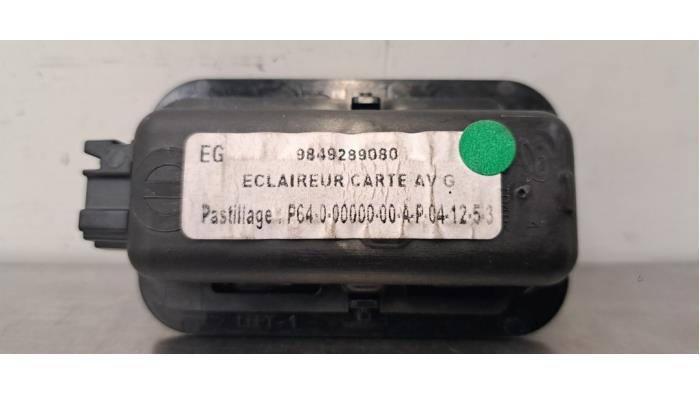 EG 9849289080
ECLAIREUR CARTE AV G
Pastillage : P64-0-00000-00-A-P-04-12-5-3